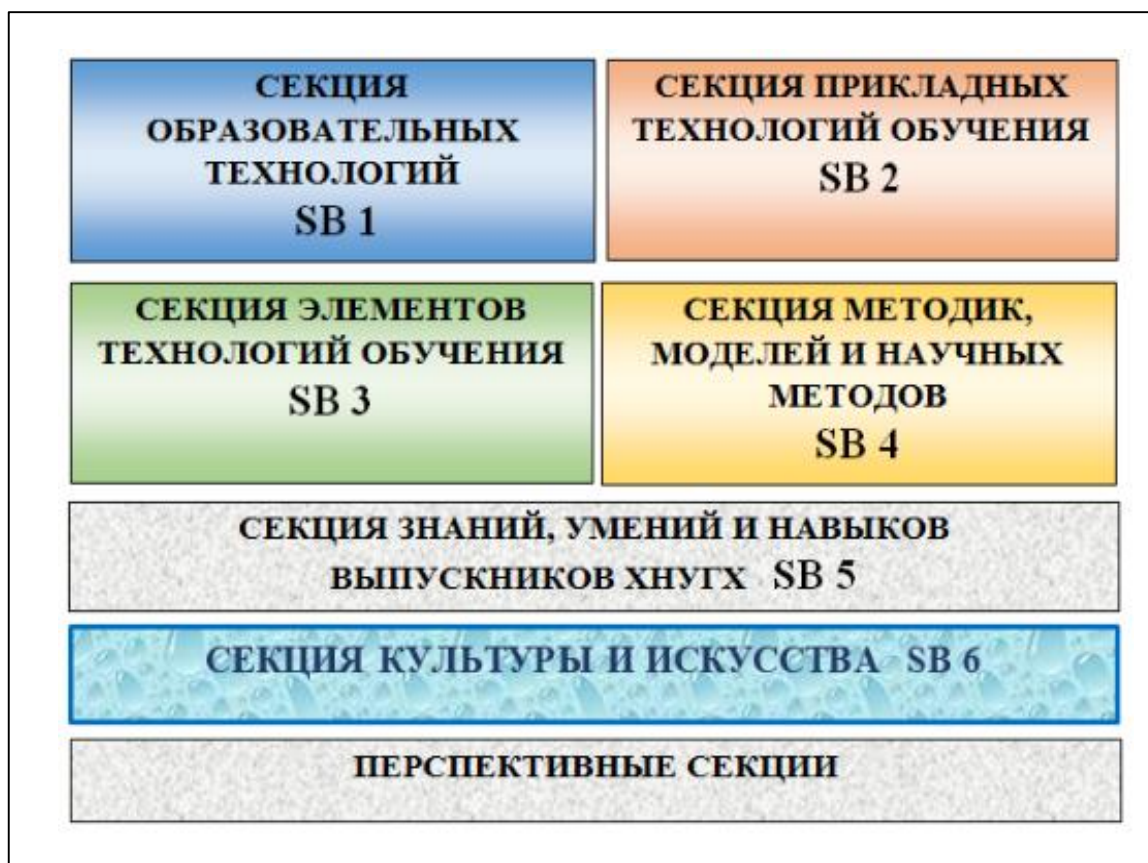 СЕКЦИЯ
ОБРАЗОВАТЕЛЬНЫХ
ТЕХНОЛОГИЙ
SB 1
СЕКЦИЯ ПРИКЛАДНЫХ
ТЕХНОЛОГИЙ ОБУЧЕНИЯ
SB 2
СЕКЦИЯ ЭЛЕМЕНТОВ
ТЕХНОЛОГИЙ ОБУЧЕНИЯ
SB 3
СЕКЦИЯ МЕТОДИК,
МОДЕЛЕЙ И НАУЧНЫХ
МЕТОДОВ
SB 4
СЕКЦИЯ ЗНАНИЙ, УМЕНИЙ И НАВЫКОВ
ВЫПУСКНИКОВ ХНУГХ SB 5
СЕКЦИЯ КУЛЬТУРЫ И ИСКУССТВА SB 6
ПЕРСПЕКТИВНЫЕ СЕКЦИИ